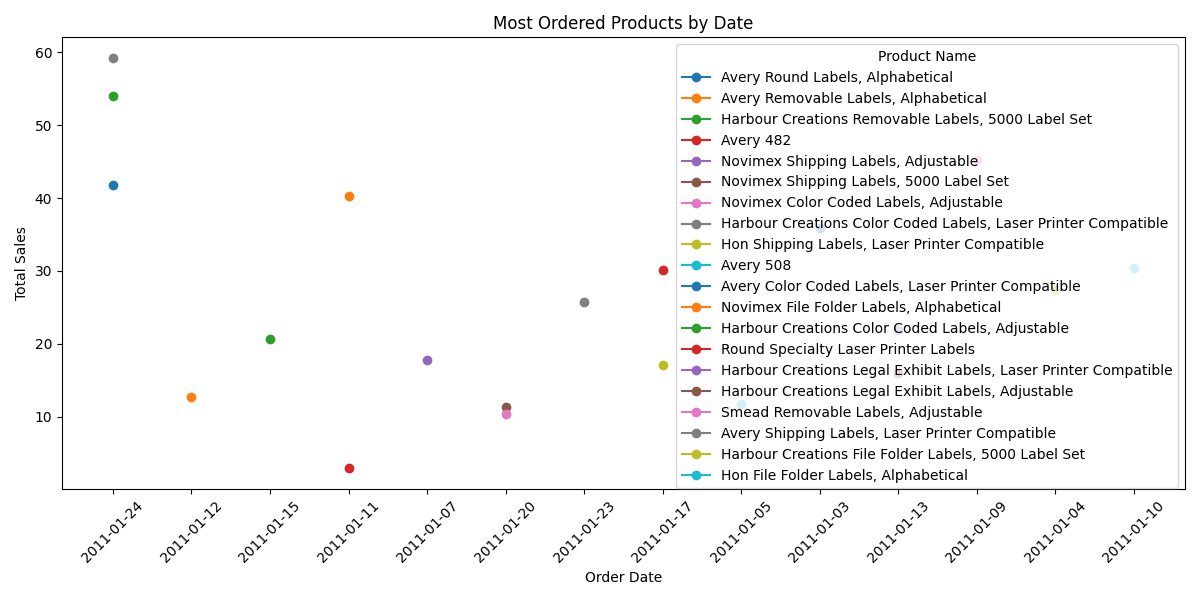 Most Ordered Products by Date
Total Sales
60
50
40
30
20
10
Product Name
Avery Round Labels, Alphabetical
Avery Removable Labels, Alphabetical
Harbour Creations Removable Labels, 5000 Label Set
Avery 482
Novimex Shipping Labels, Adjustable
Novimex Shipping Labels, 5000 Label Set
Novimex Color Coded Labels, Adjustable
Harbour Creations Color Coded Labels, Laser Printer Compatible
Hon Shipping Labels, Laser Printer Compatible
Avery 508
Avery Color Coded Labels, Laser Printer Compatible
Novimex File Folder Labels, Alphabetical
Harbour Creations Color Coded Labels, Adjustable
Round Specialty Laser Printer Labels
Harbour Creations Legal Exhibit Labels, Laser Printer Compatible
Harbour Creations Legal Exhibit Labels, Adjustable
Smead Removable Labels, Adjustable
Avery Shipping Labels, Laser Printer Compatible
Harbour Creations File Folder Labels, 5000 Label Set
Hon File Folder Labels, Alphabetical
2011-01-24
2011-01-12
2011-01-15
2011-01-11
2011-01-07
2011-01-20
2011-01-23
2011-01-17
2011-01-05
2011-01-03
2011-01-13
2011-01-09
2011-01-04
2011-01-10
Order Date